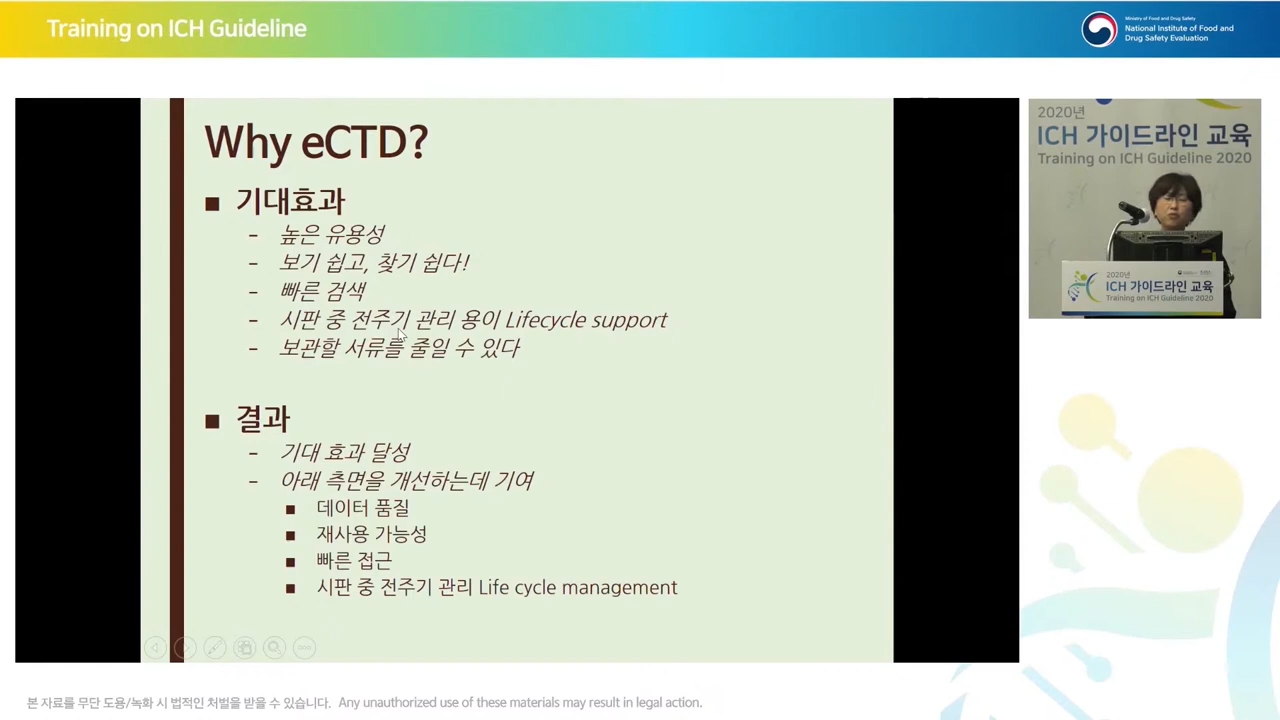 Training on ICH Guideline
Ministry of Food and Drug Safety
National Institute of Food and
Drug Safety Evaluation
Why eCTD?
■ 기대효과
- 높은 유용성
- 보기 쉽고, 찾기 쉽다!
- 빠른 검색
- 시판 중 전주기 관리 용이 Lifecycle support
- 보관할 서류를 줄일 수 있다
■ 결과
- 기대 효과 달성
- 아래 측면을 개선하는데 기여
■ 데이터 품질
■ 재사용 가능성
■ 빠른 접근
■ 시판 중 전주기 관리 Life cycle management
2020년
ICH 가이드라인 교육
Training on ICH Guideline 2020
2020년
ICH 가이드라인 교육
Training on ICH Guideline 2020
본 자료를 무단 도용/녹화 시 법적인 처벌을 받을 수 있습니다. Any unauthorized use of these materials may result in legal action.